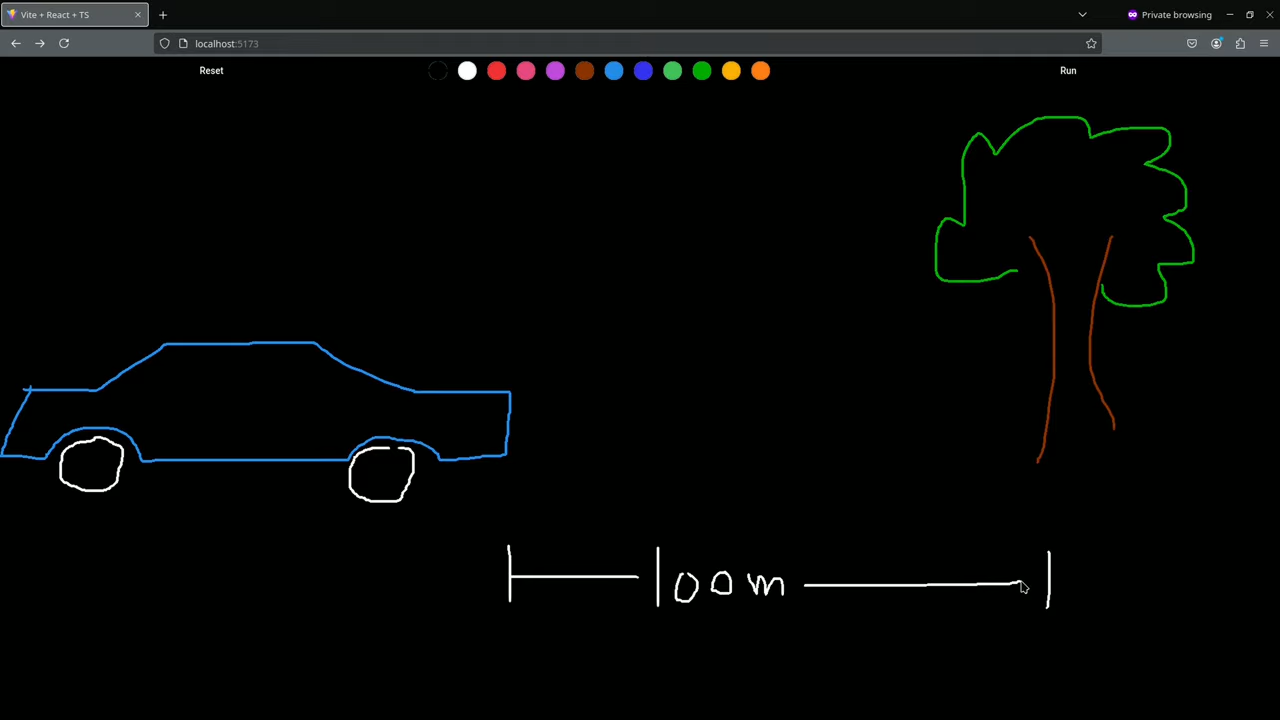 Vite + React + TS
Private browsing
localhost:5173
Reset
Run
100m